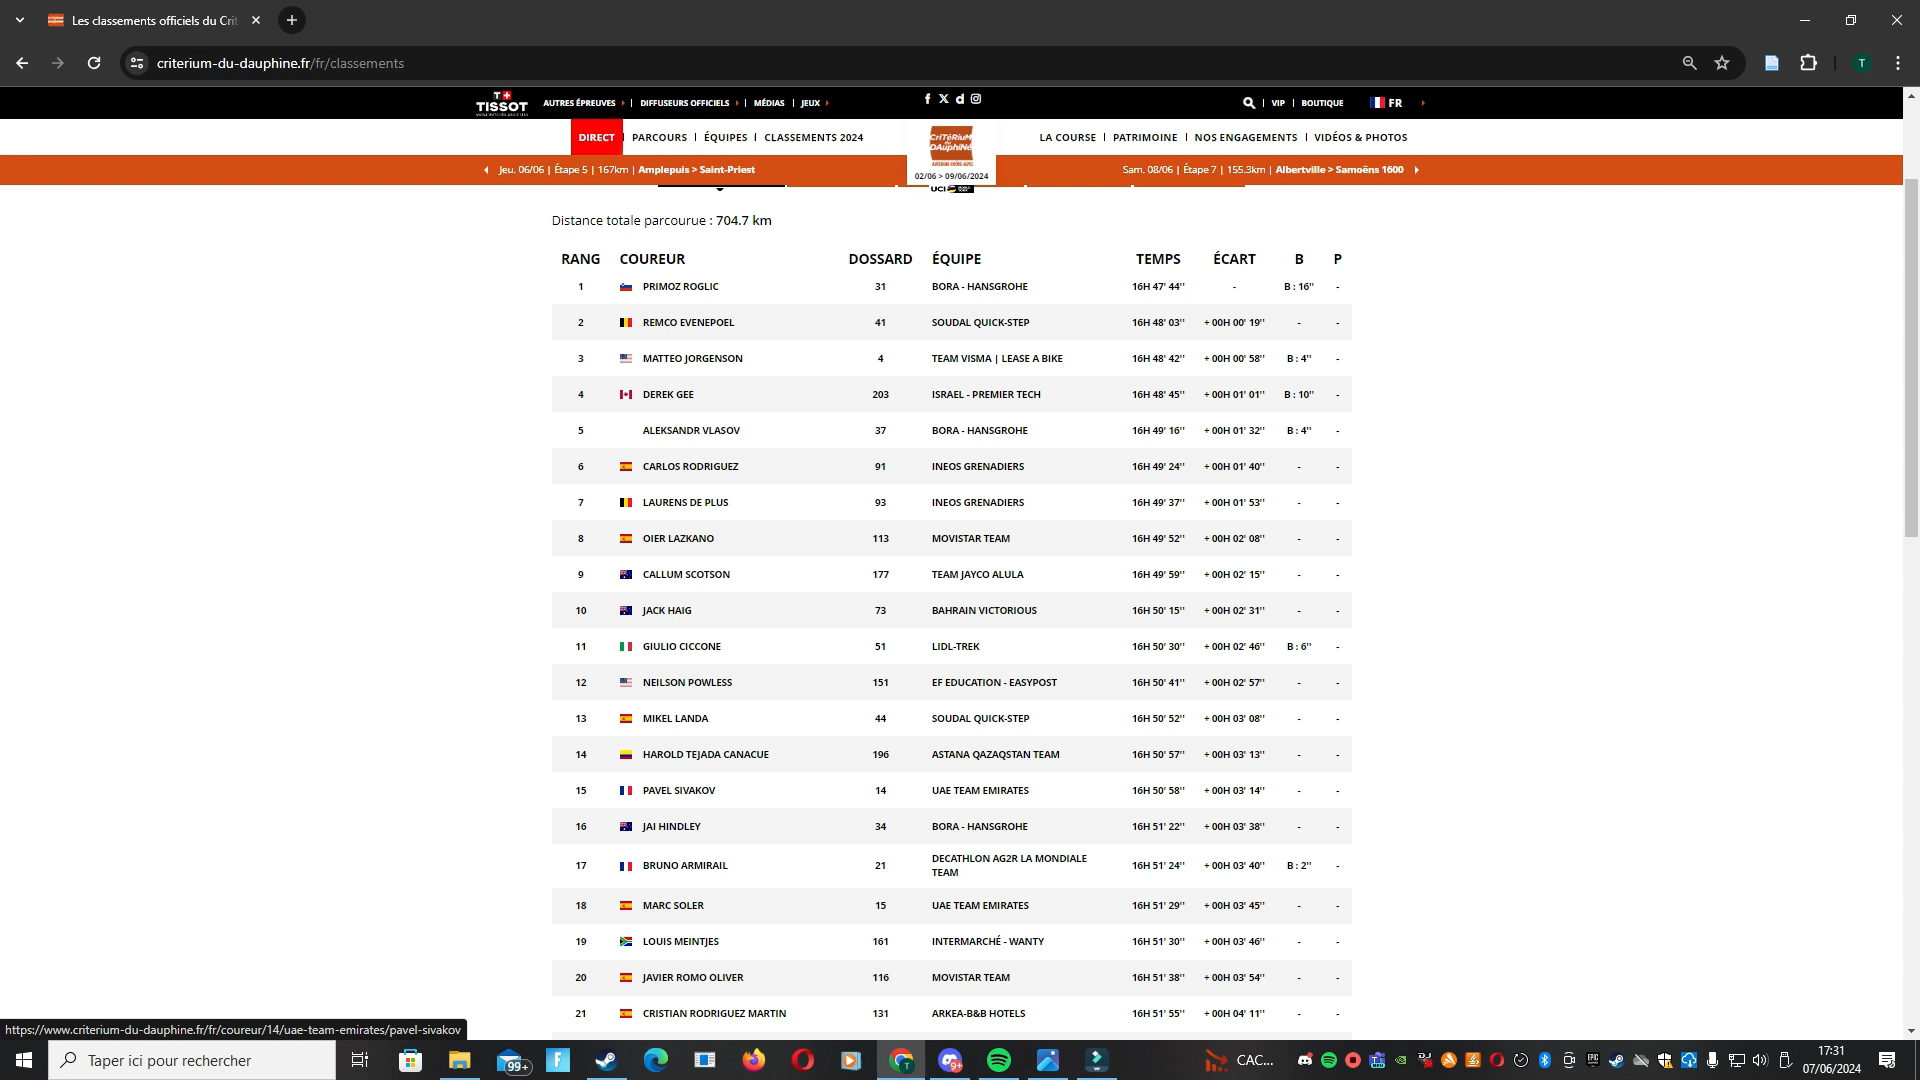 Les classements officiels du Crit
criterium-du-dauphine.fr/fr/classements
T
TISSOT
AUTRES ÉPREUVES | DIFFUSEURS OFFICIELS | MÉDIAS | JEUX
VIP | BOUTIQUE
FR
DIRECT
PARCOURS | ÉQUIPES | CLASSEMENTS 2024
CRITÉRIUM DU DAUPHINÉ
AUVERGNE-RHÔNE-ALPES
02/06 > 09/06/2024
UCI
LA COURSE | PATRIMOINE | NOS ENGAGEMENTS | VIDÉOS & PHOTOS
Jeu. 06/06 | Étape 5 | 167km | Amplepuis > Saint-Priest
Sam. 08/06 | Étape 7 | 155.3km | Albertville > Samoëns 1600
Distance totale parcourue : 704.7 km
RANG COUREUR DOSSARD ÉQUIPE TEMPS ÉCART B P
1 PRIMOZ ROGLIC 31 BORA - HANSGROHE 16H 47' 44'' - B : 16'' -
2 REMCO EVENEPOEL 41 SOUDAL QUICK-STEP 16H 48' 03'' + 00H 00' 19'' - -
3 MATTEO JORGENSON 4 TEAM VISMA | LEASE A BIKE 16H 48' 42'' + 00H 00' 58'' B : 4'' -
4 DEREK GEE 203 ISRAEL - PREMIER TECH 16H 48' 45'' + 00H 01' 01'' B : 10'' -
5 ALEKSANDR VLASOV 37 BORA - HANSGROHE 16H 49' 16'' + 00H 01' 32'' B : 4'' -
6 CARLOS RODRIGUEZ 91 INEOS GRENADIERS 16H 49' 24'' + 00H 01' 40'' - -
7 LAURENS DE PLUS 93 INEOS GRENADIERS 16H 49' 37'' + 00H 01' 53'' - -
8 OIER LAZKANO 113 MOVISTAR TEAM 16H 49' 52'' + 00H 02' 08'' - -
9 CALLUM SCOTSON 177 TEAM JAYCO ALULA 16H 49' 59'' + 00H 02' 15'' - -
10 JACK HAIG 73 BAHRAIN VICTORIOUS 16H 50' 15'' + 00H 02' 31'' - -
11 GIULIO CICCONE 51 LIDL-TREK 16H 50' 30'' + 00H 02' 46'' B : 6'' -
12 NEILSON POWLESS 151 EF EDUCATION - EASYPOST 16H 50' 41'' + 00H 02' 57'' - -
13 MIKEL LANDA 44 SOUDAL QUICK-STEP 16H 50' 52'' + 00H 03' 08'' - -
14 HAROLD TEJADA CANACUE 196 ASTANA QAZAQSTAN TEAM 16H 50' 57'' + 00H 03' 13'' - -
15 PAVEL SIVAKOV 14 UAE TEAM EMIRATES 16H 50' 58'' + 00H 03' 14'' - -
16 JAI HINDLEY 34 BORA - HANSGROHE 16H 51' 22'' + 00H 03' 38'' - -
17 BRUNO ARMIRAIL 21 DECATHLON AG2R LA MONDIALE TEAM 16H 51' 24'' + 00H 03' 40'' B : 2'' -
18 MARC SOLER 15 UAE TEAM EMIRATES 16H 51' 29'' + 00H 03' 45'' - -
19 LOUIS MEINTJES 161 INTERMARCHÉ - WANTY 16H 51' 30'' + 00H 03' 46'' - -
20 JAVIER ROMO OLIVER 116 MOVISTAR TEAM 16H 51' 38'' + 00H 03' 54'' - -
21 CRISTIAN RODRIGUEZ MARTIN 131 ARKEA-B&B HOTELS 16H 51' 55'' + 00H 04' 11'' - -
https://www.criterium-du-dauphine.fr/fr/coureur/14/uae-team-emirates/pavel-sivakov
Taper ici pour rechercher
99+
9+
CAC...
17:31
07/06/2024